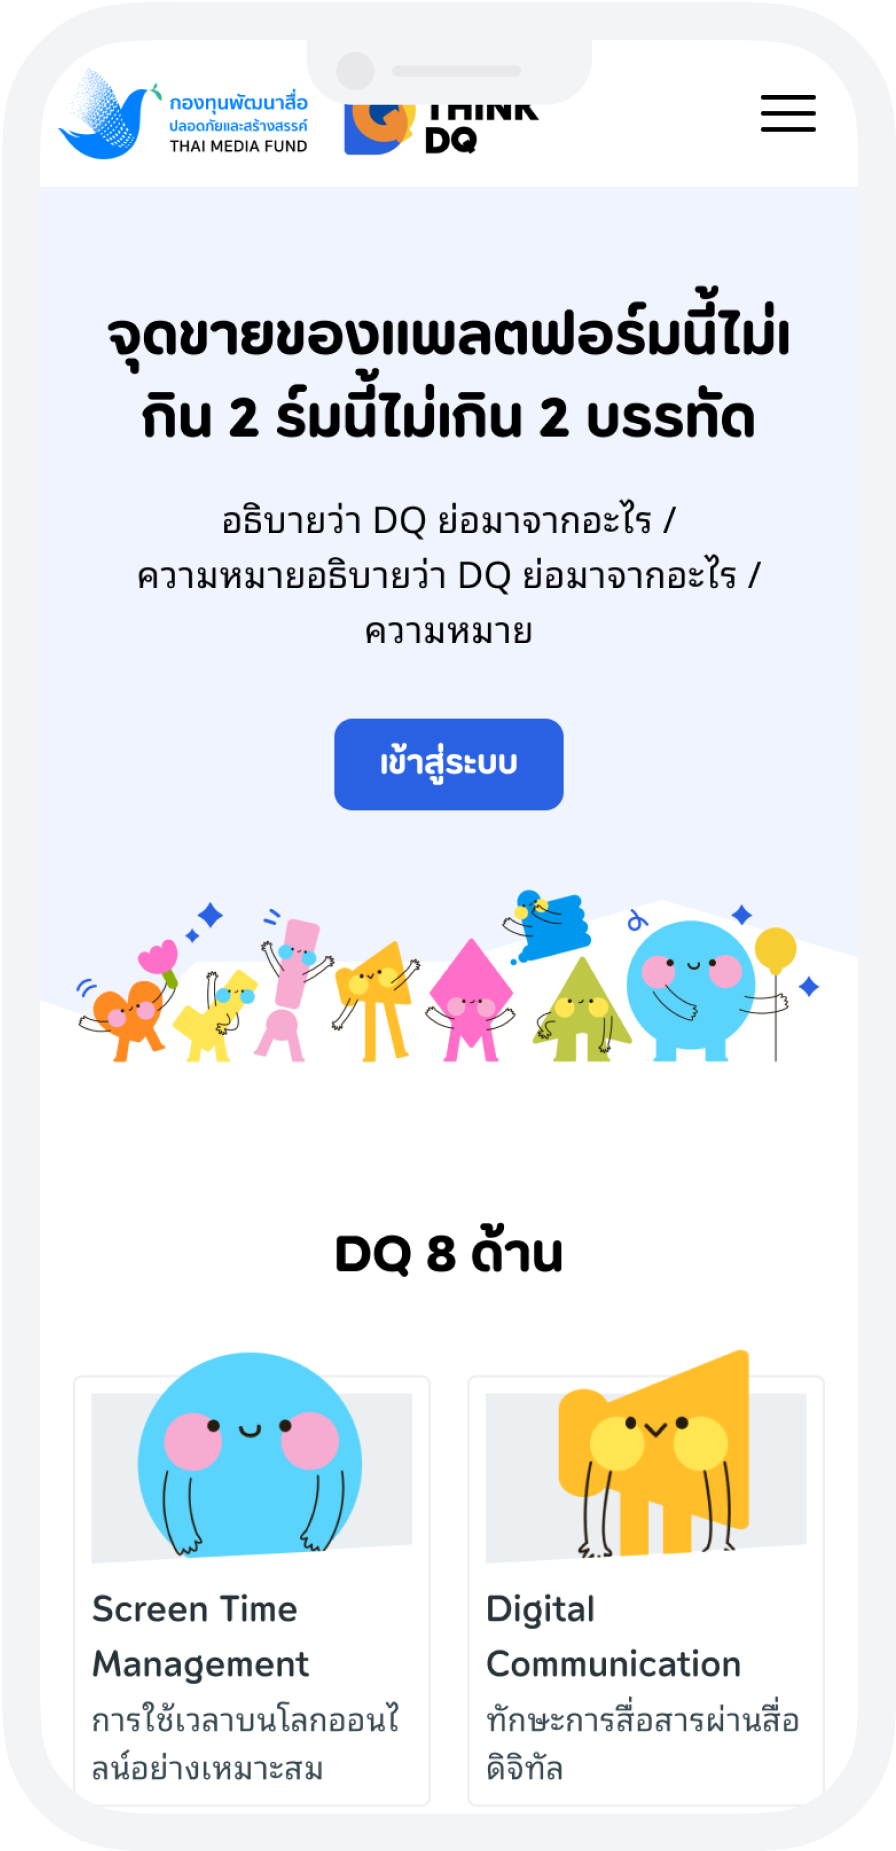 กองทุนพัฒนาสื่อ
ปลอดภัยและสร้างสรรค์
THAI MEDIA FUND
THINK
DQ
จุดขายของแพลตฟอร์มนี้ไม่เ
กิน 2 ร์มนี้ไม่เกิน 2 บรรทัด
อธิบายว่า DQ ย่อมาจากอะไร /
ความหมายอธิบายว่า DQ ย่อมาจากอะไร /
ความหมาย
เข้าสู่ระบบ
DQ 8 ด้าน
Screen Time
Management
การใช้เวลาบนโลกออนไ
ลน์อย่างเหมาะสม
Digital
Communication
ทักษะการสื่อสารผ่านสื่อ
ดิจิทัล